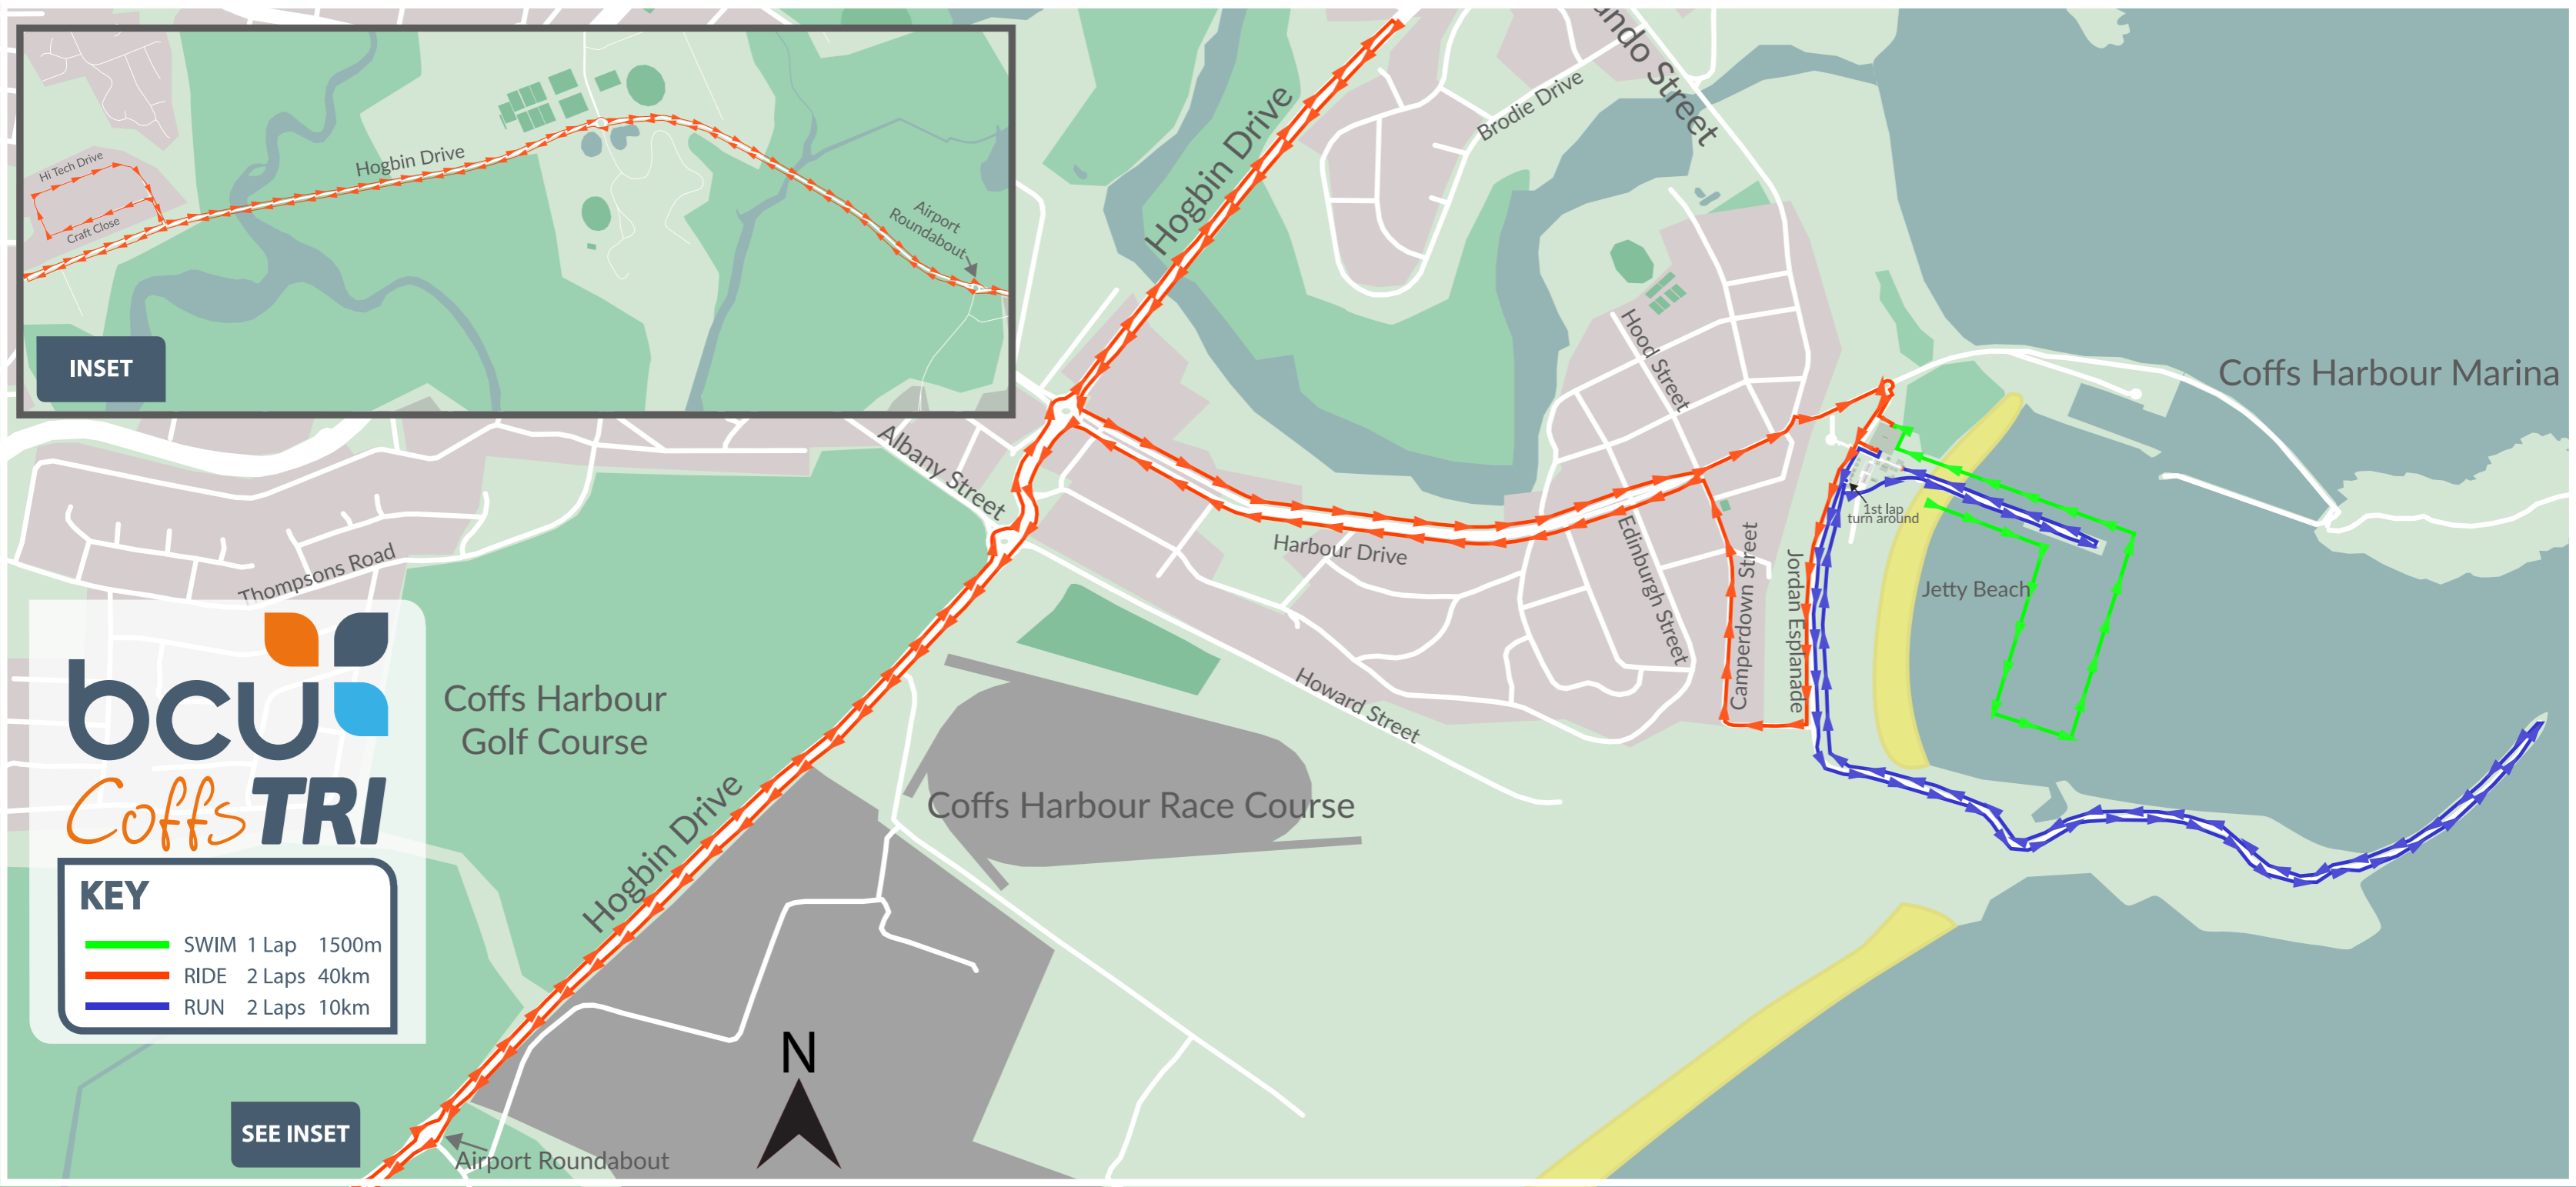 Hi Tech Drive
Craft Close
Hogbin Drive
Airport
Roundabout
INSET
Hogbin Drive
Brodie Drive
Street
Hood Street
Coffs Harbour Marina
Albany Street
1st lap
turn around
Harbour Drive
Edinburgh Street
Camperdown Street
Jordan Esplanade
Jetty Beach
Thompsons Road
Howard Street
bcu
Coffs TRI
Coffs Harbour
Golf Course
Coffs Harbour Race Course
Hogbin Drive
KEY
SWIM 1 Lap 1500m
RIDE 2 Laps 40km
RUN 2 Laps 10km
N
SEE INSET
Airport Roundabout